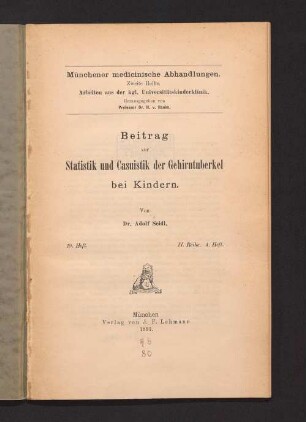 Münchener medicinische Abhandlungen.
Zweite Reihe.
Arbeiten aus der kgl. Universitätskinderklinik.
Herausgegeben von
Professor Dr. H. v. Ranke.
Beitrag
zur
Statistik und Casuistik der Gehirntuberkel
bei Kindern.
Von
Dr. Adolf Seidl.
II. Reihe. 4. Heft.
München
Verlag von J. F. Lehmann